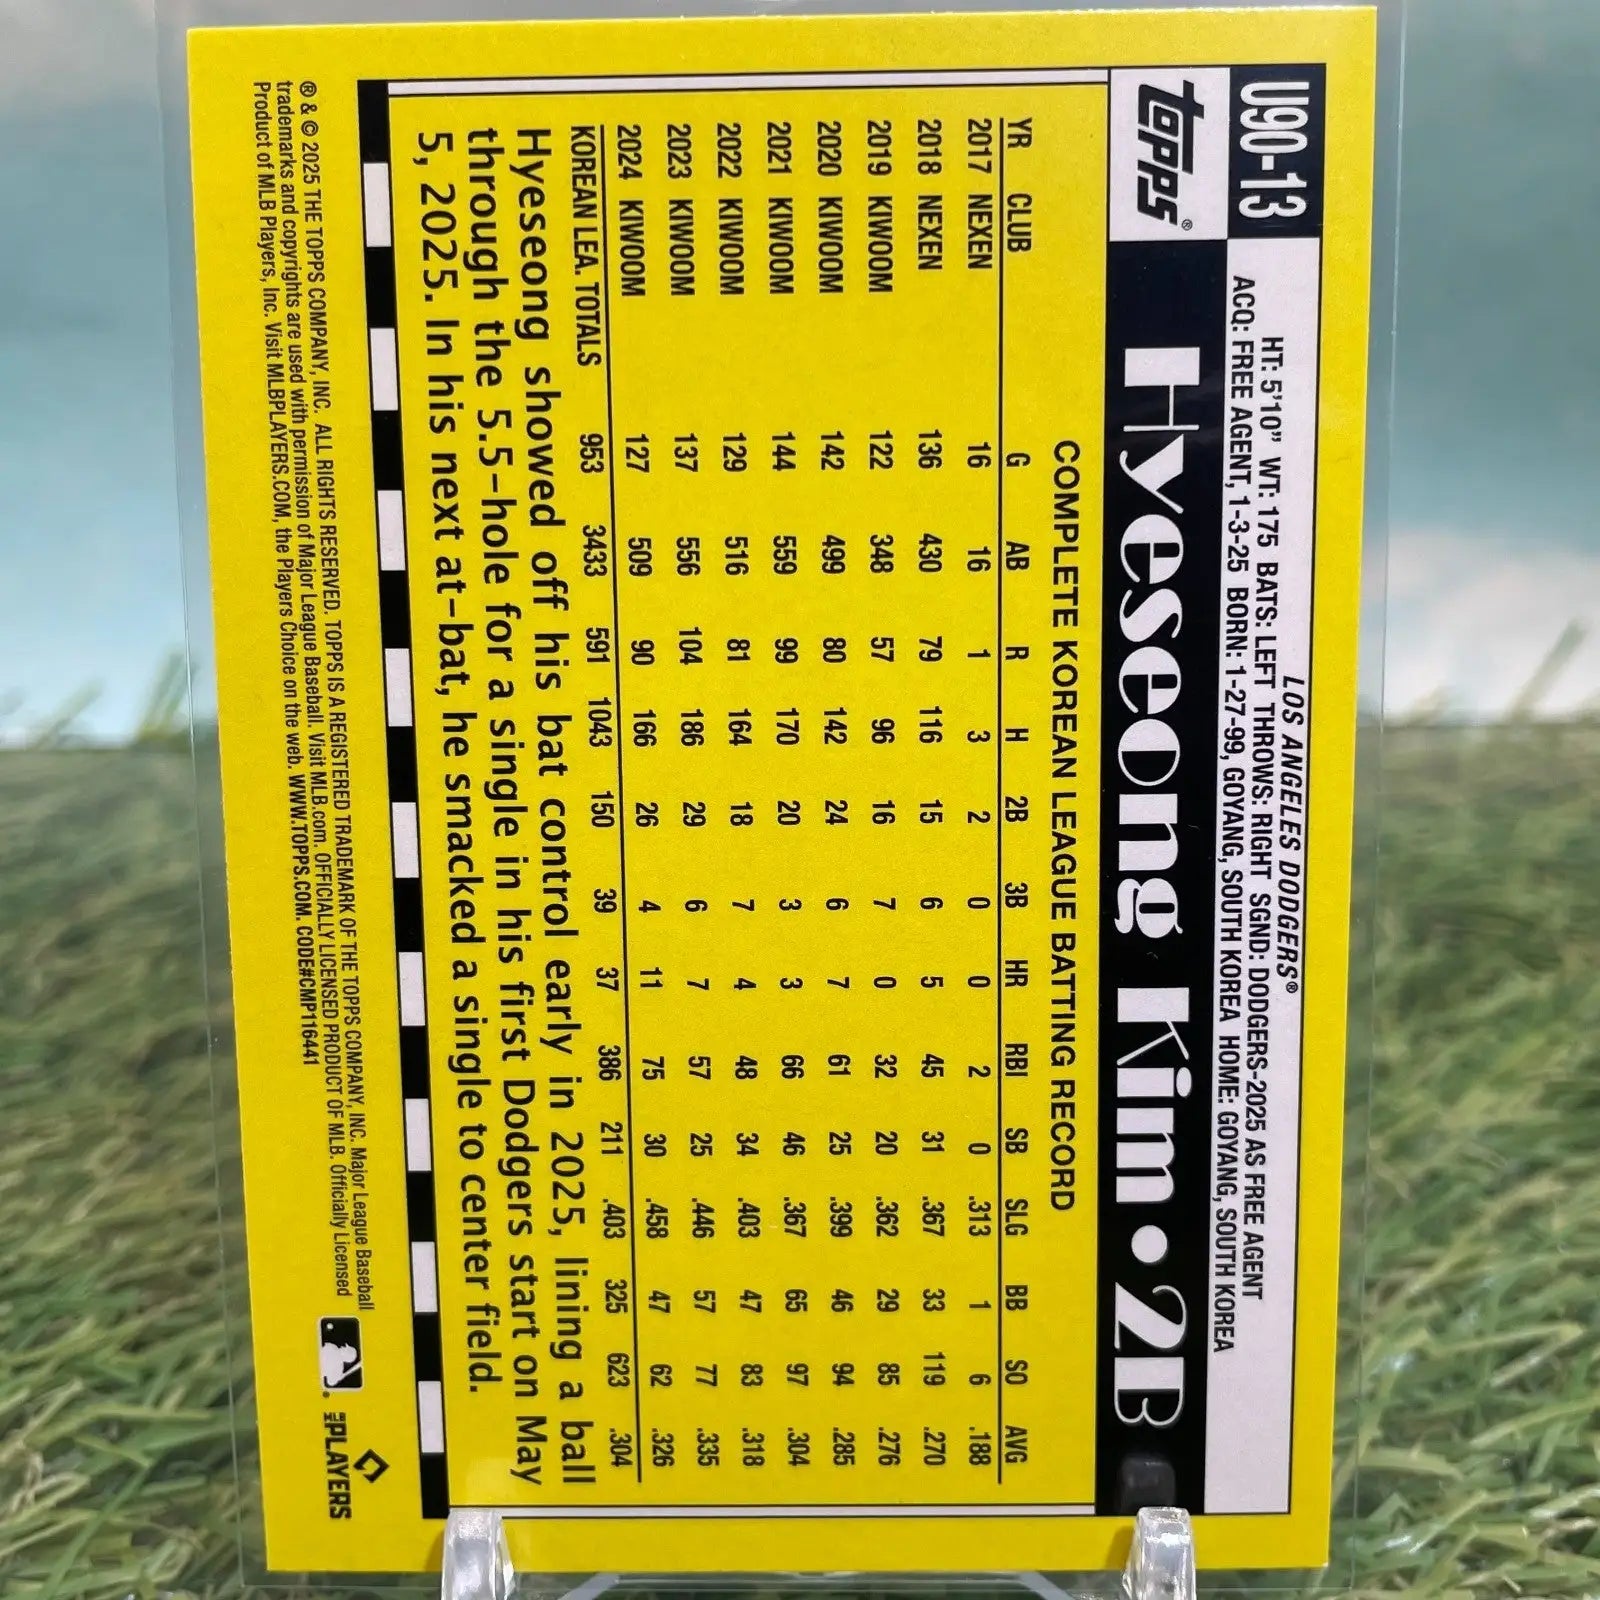 U90-13
LOS ANGELES DODGERS®
HT: 5'10" WT: 175 BATS: LEFT THROWS: RIGHT SGND: DODGERS-2025 AS FREE AGENT
ACQ: FREE AGENT, 1-3-25 BORN: 1-27-99, GOYANG, SOUTH KOREA HOME: GOYANG, SOUTH KOREA
topps®
Hyeseong Kim • 2B
COMPLETE KOREAN LEAGUE BATTING RECORD
YR CLUB G AB R H 2B 3B HR RBI SB SLG BB SO AVG
2017 NEXEN 16 16 1 3 2 0 0 2 0 .313 1 6 .188
2018 NEXEN 136 430 79 116 15 6 5 45 31 .367 33 119 .270
2019 KIWOOM 122 348 57 96 16 7 0 32 20 .362 29 85 .276
2020 KIWOOM 142 499 80 142 24 6 7 61 25 .399 46 94 .285
2021 KIWOOM 144 559 99 170 20 3 3 66 46 .367 65 97 .304
2022 KIWOOM 129 516 81 164 18 7 4 48 34 .403 47 83 .318
2023 KIWOOM 137 556 104 186 29 6 7 57 25 .446 57 77 .335
2024 KIWOOM 127 509 90 166 26 4 11 75 30 .458 47 62 .326
KOREAN LEA. TOTALS 953 3433 591 1043 150 39 37 386 211 .403 325 623 .304
Hyeseong showed off his bat control early in 2025, lining a ball
through the 5.5-hole for a single in his first Dodgers start on May
5, 2025. In his next at-bat, he smacked a single to center field.
® & © 2025 THE TOPPS COMPANY, INC. ALL RIGHTS RESERVED. TOPPS IS A REGISTERED TRADEMARK OF THE TOPPS COMPANY, INC. Major League Baseball
trademarks and copyrights are used with permission of Major League Baseball. Visit MLB.com. OFFICIALLY LICENSED PRODUCT OF MLB. Officially Licensed
Product of MLB Players, Inc. Visit MLBPLAYERS.COM, the Players Choice on the web. WWW.TOPPS.COM. CODE#CMP116441
MLB PLAYERS